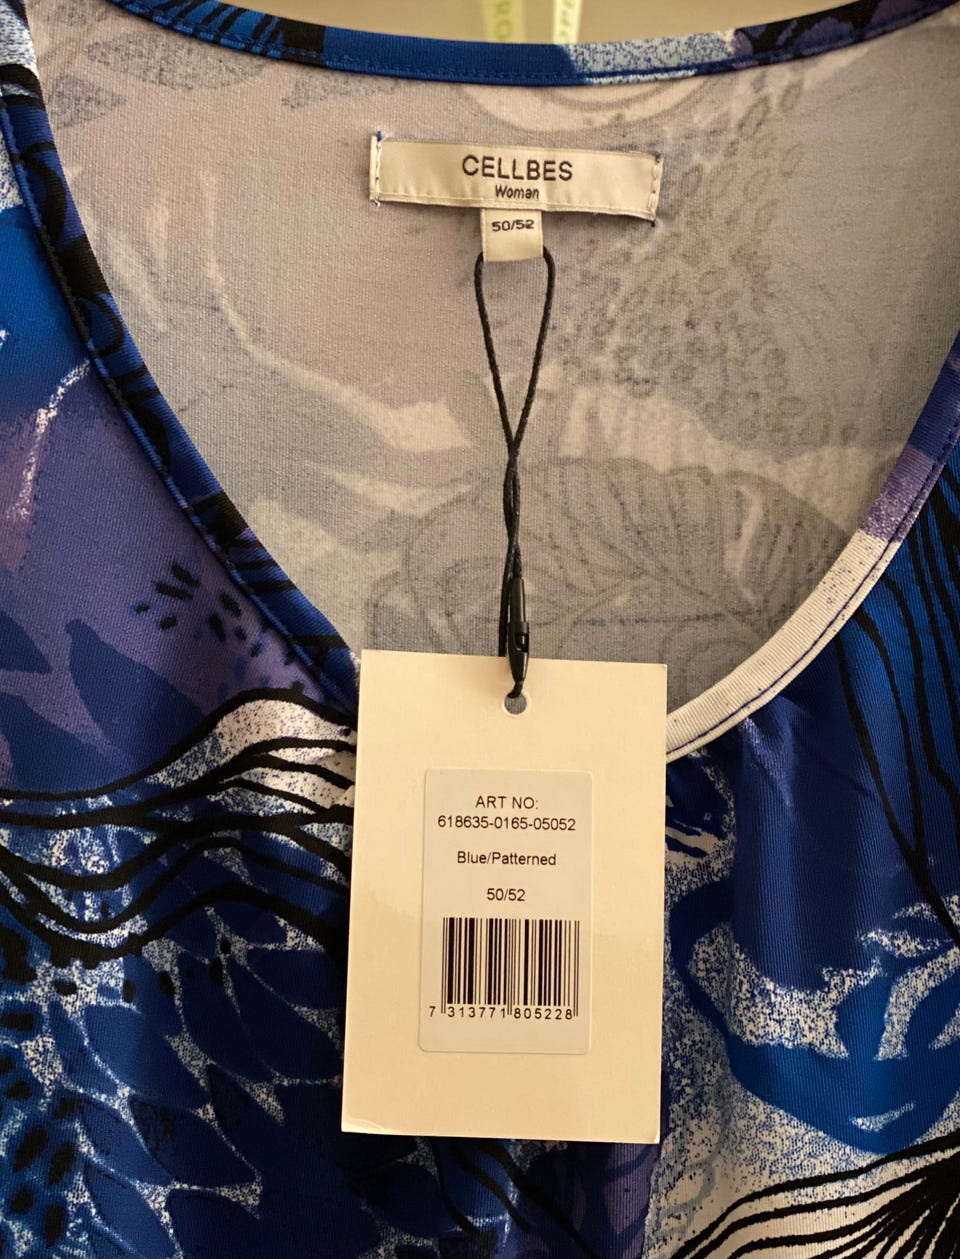 CELLBES
Woman
50/52
ART NO:
618635-0165-05052
Blue/Patterned
50/52
7 313771 805228